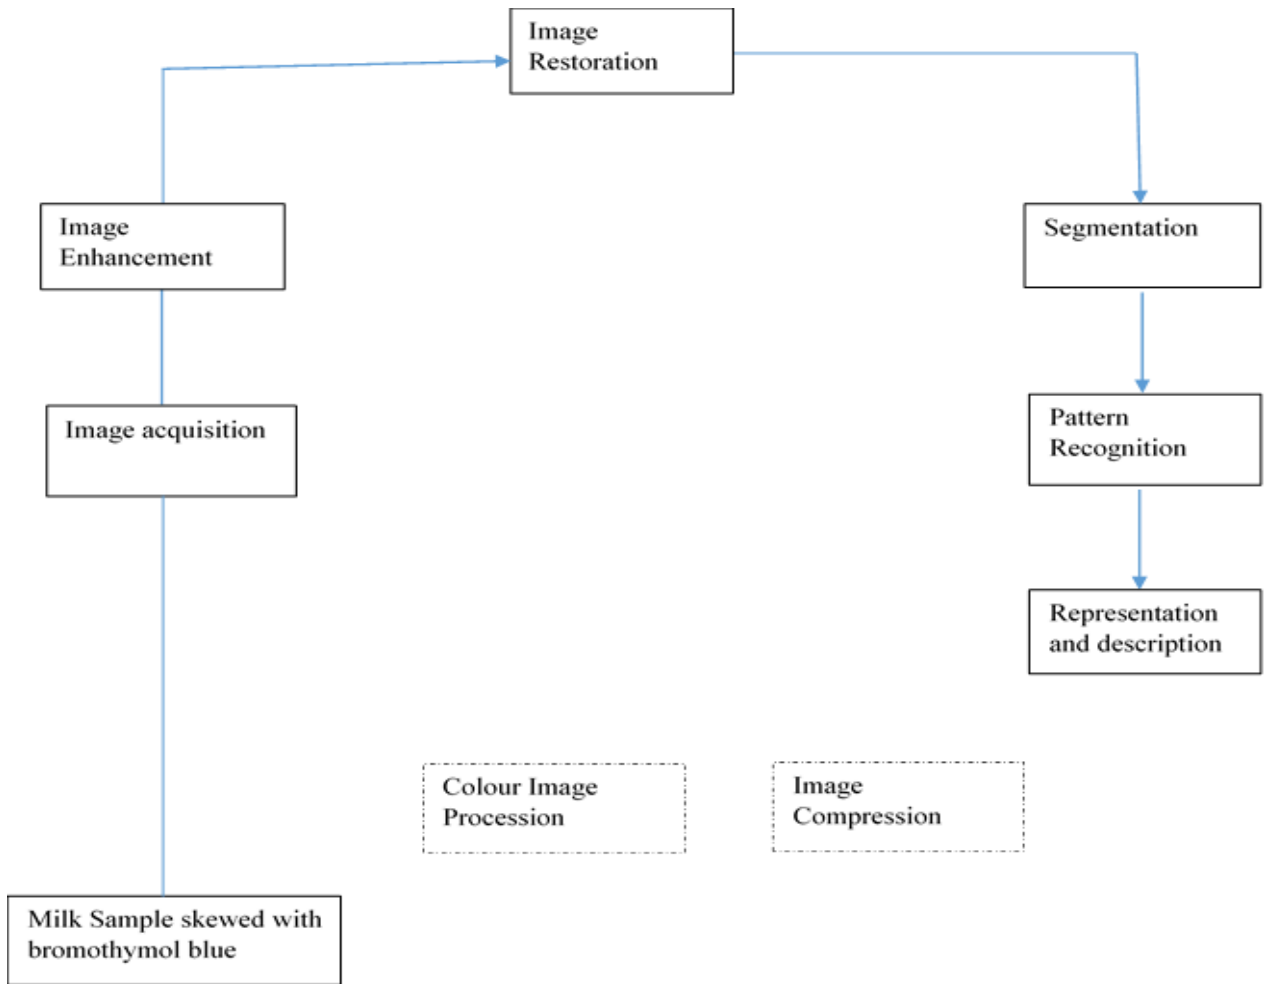 Image
Restoration
Image
Enhancement
Segmentation
Image acquisition
Pattern
Recognition
Representation
and description
Colour Image
Procession
Image
Compression
Milk Sample skewed with
bromothymol blue